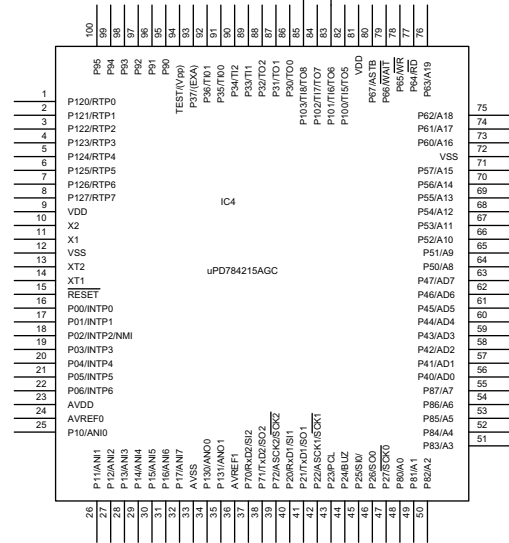 100
99
98
97
96
95
94
93
92
91
90
89
88
87
86
85
84
83
82
81
80
79
78
77
76
P95
P94
P93
P92
P91
P90
TEST/(Vpp)
P37/(EXA)
P36/TI01
P35/TI00
P34/TI2
P33/TI1
P32/TO2
P31/TO1
P30/TO0
P103/TI8/TO8
P102/TI7/TO7
P101/TI6/TO6
P100/TI5/TO5
VDD
P67/ASTB
P66/WAIT
P65/WR
P64/RD
P63/A19
1 P120/RTP0
2 P121/RTP1
3 P122/RTP2
4 P123/RTP3
5 P124/RTP4
6 P125/RTP5
7 P126/RTP6
8 P127/RTP7
9 VDD
10 X2
11 X1
12 VSS
13 XT2
14 XT1
15 RESET
16 P00/INTP0
17 P01/INTP1
18 P02/INTP2/NMI
19 P03/INTP3
20 P04/INTP4
21 P05/INTP5
22 P06/INTP6
23 AVDD
24 AVREF0
25 P10/ANI0
IC4
uPD784215AGC
P62/A18 75
P61/A17 74
P60/A16 73
VSS 72
P57/A15 71
P56/A14 70
P55/A13 69
P54/A12 68
P53/A11 67
P52/A10 66
P51/A9 65
P50/A8 64
P47/AD7 63
P46/AD6 62
P45/AD5 61
P44/AD4 60
P43/AD3 59
P42/AD2 58
P41/AD1 57
P40/AD0 56
P87/A7 55
P86/A6 54
P85/A5 53
P84/A4 52
P83/A3 51
P11/ANI1
P12/ANI2
P13/ANI3
P14/ANI4
P15/ANI5
P16/ANI6
P17/ANI7
AVSS
P130/ANO0
P131/ANO1
AVREF1
P70/RxD2/SI2
P71/TxD2/SO2
P72/ASCK2/SCK2
P20/RxD1/SI1
P21/TxD1/SO1
P22/ASCK1/SCK1
P23/PCL
P24/BUZ
P25/SI0/
P26/SO0
P27/SCK0
P80/A0
P81/A1
P82/A2
26
27
28
29
30
31
32
33
34
35
36
37
38
39
40
41
42
43
44
45
46
47
48
49
50